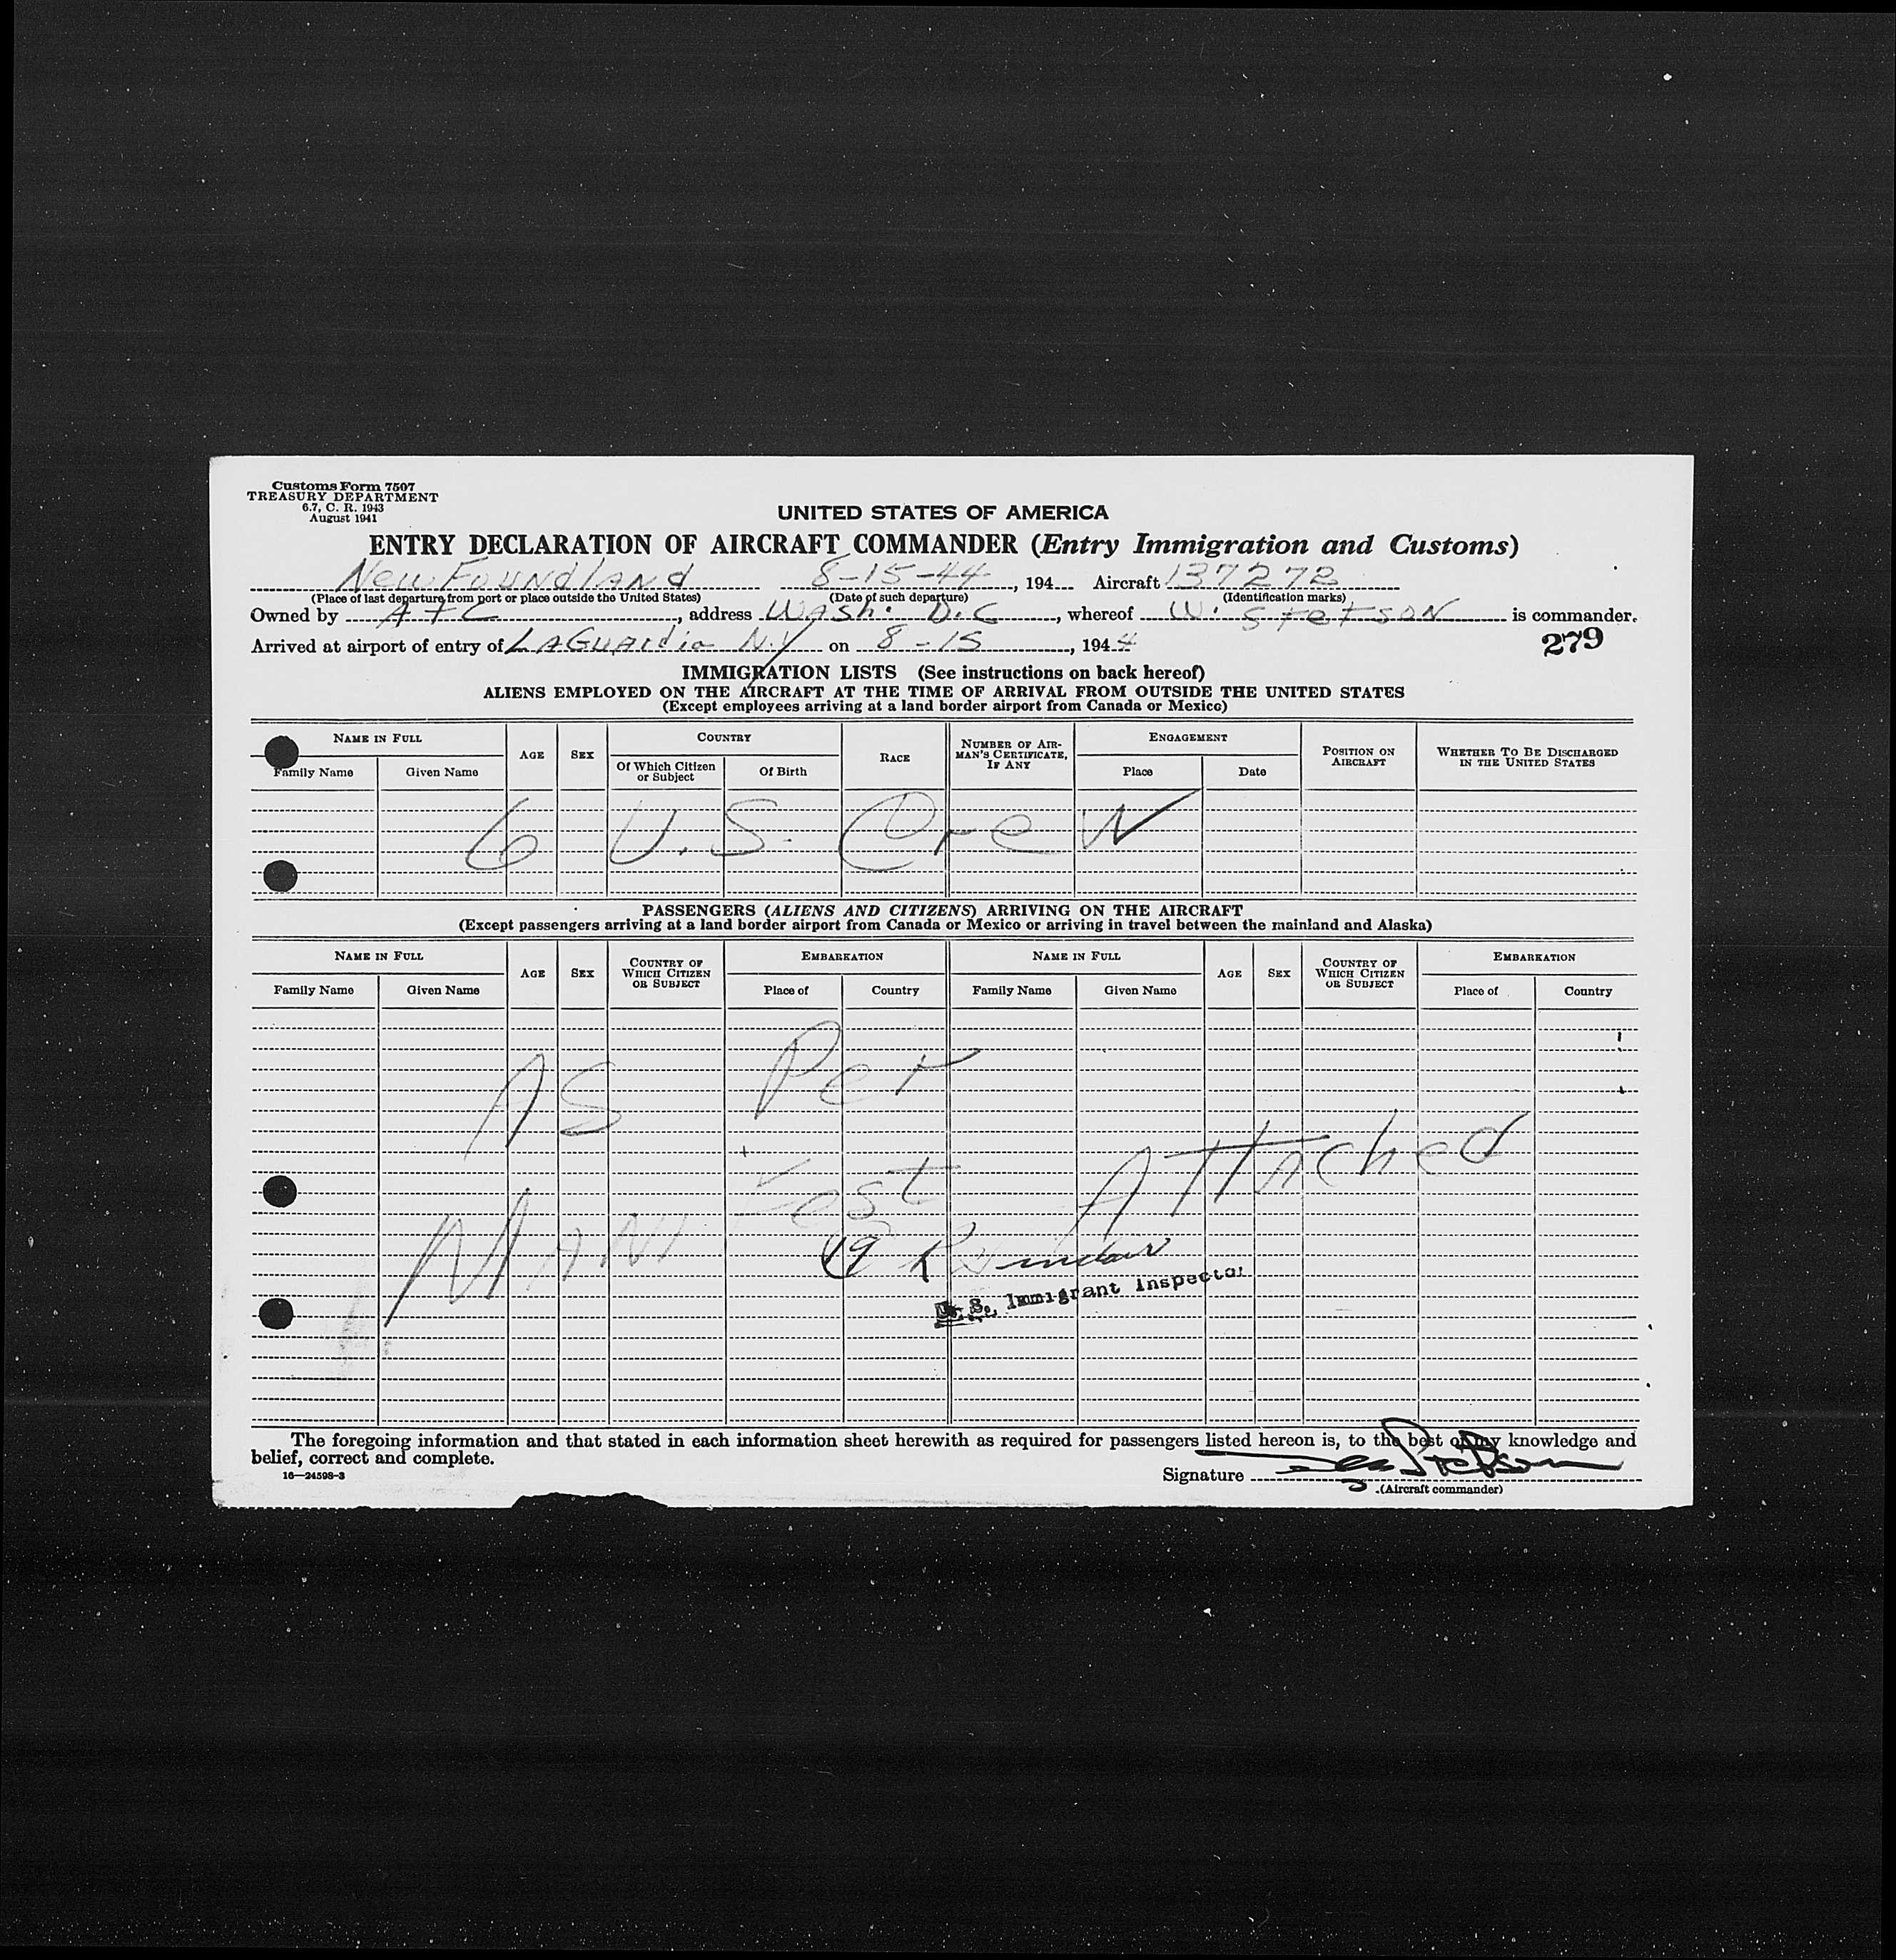 Customs Form 7507
TREASURY DEPARTMENT
6.7, C. R. 1943
August 1941
UNITED STATES OF AMERICA
ENTRY DECLARATION OF AIRCRAFT COMMANDER (Entry Immigration and Customs)
NewFoundland 8-15-44, 194 Aircraft 137272
(Place of last departure from port or place outside the United States) (Date of such departure) (Identification marks)
Owned by ATC, address Wash. D.C, whereof W. Stetson is commander.
Arrived at airport of entry of LAGUArdia N.Y on 8-15, 1944
279
IMMIGRATION LISTS (See instructions on back hereof)
ALIENS EMPLOYED ON THE AIRCRAFT AT THE TIME OF ARRIVAL FROM OUTSIDE THE UNITED STATES
(Except employees arriving at a land border airport from Canada or Mexico)
NAME IN FULL AGE SEX COUNTRY RACE NUMBER OF AIRMAN'S CERTIFICATE, IF ANY ENGAGEMENT POSITION ON AIRCRAFT WHETHER TO BE DISCHARGED IN THE UNITED STATES
Family Name Given Name Of Which Citizen or Subject Of Birth Place Date
6 U.S. Crew
PASSENGERS (ALIENS AND CITIZENS) ARRIVING ON THE AIRCRAFT
(Except passengers arriving at a land border airport from Canada or Mexico or arriving in travel between the mainland and Alaska)
NAME IN FULL AGE SEX COUNTRY OF WHICH CITIZEN OR SUBJECT EMBARKATION NAME IN FULL AGE SEX COUNTRY OF WHICH CITIZEN OR SUBJECT EMBARKATION
Family Name Given Name Place of Country Family Name Given Name Place of Country
AS Per
MANIFest Attached
19
U. S. Immigrant Inspector
The foregoing information and that stated in each information sheet herewith as required for passengers listed hereon is, to the best of my knowledge and
belief, correct and complete.
16—24598-3
Signature
(Aircraft commander)